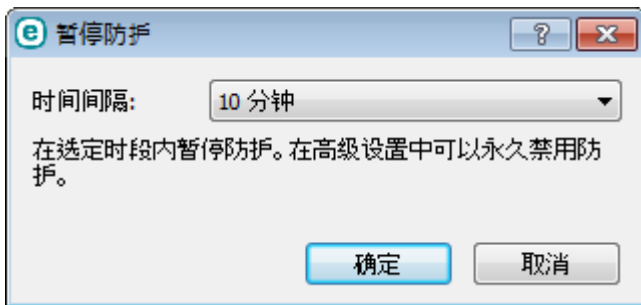 暂停防护
时间间隔:
10 分钟
在选定时段内暂停防护。在高级设置中可以永久禁用防
护。
确定
取消